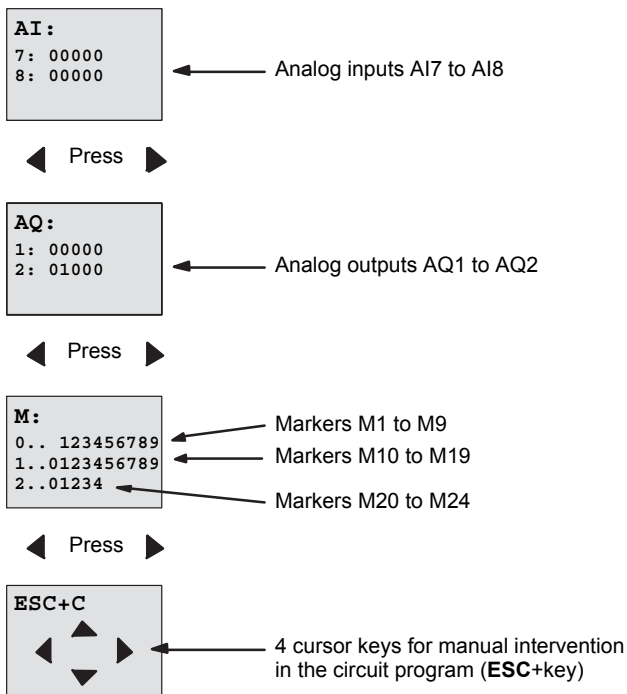 AI:
7: 00000
8: 00000
Analog inputs AI7 to AI8
Press
AQ:
1: 00000
2: 01000
Analog outputs AQ1 to AQ2
Press
M:
0.. 123456789
1..0123456789
2..01234
Markers M1 to M9
Markers M10 to M19
Markers M20 to M24
Press
ESC+C
4 cursor keys for manual intervention
in the circuit program (ESC+key)